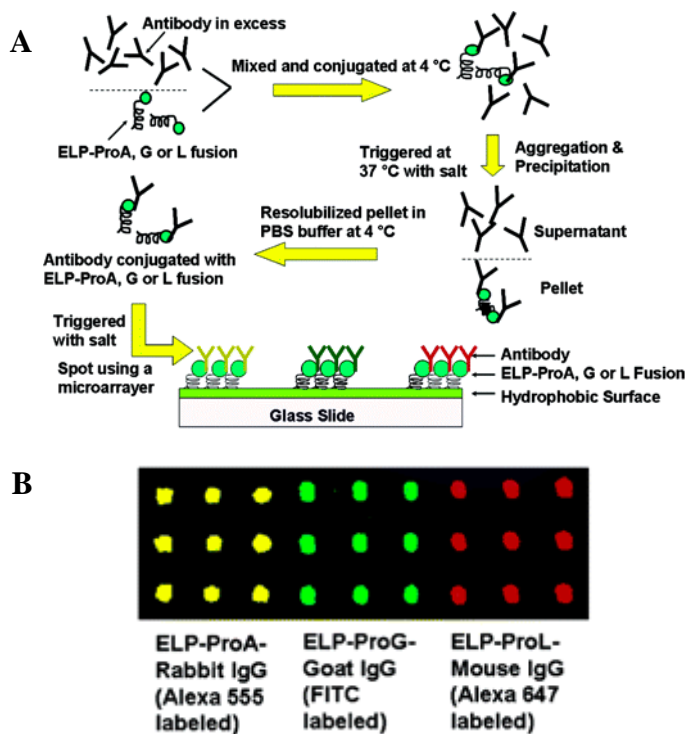 A
Antibody in excess
Mixed and conjugated at 4 °C
ELP-ProA, G or L fusion
Triggered at
37 °C with salt
Aggregation &
Precipitation
Resolubilized pellet in
PBS buffer at 4 °C
Supernatant
Pellet
Antibody conjugated with
ELP-ProA, G or L fusion
Triggered
with salt
Spot using a
microarrayer
Antibody
ELP-ProA, G or L Fusion
Hydrophobic Surface
Glass Slide
B
ELP-ProA-
Rabbit IgG
(Alexa 555
labeled)
ELP-ProG-
Goat IgG
(FITC
labeled)
ELP-ProL-
Mouse IgG
(Alexa 647
labeled)